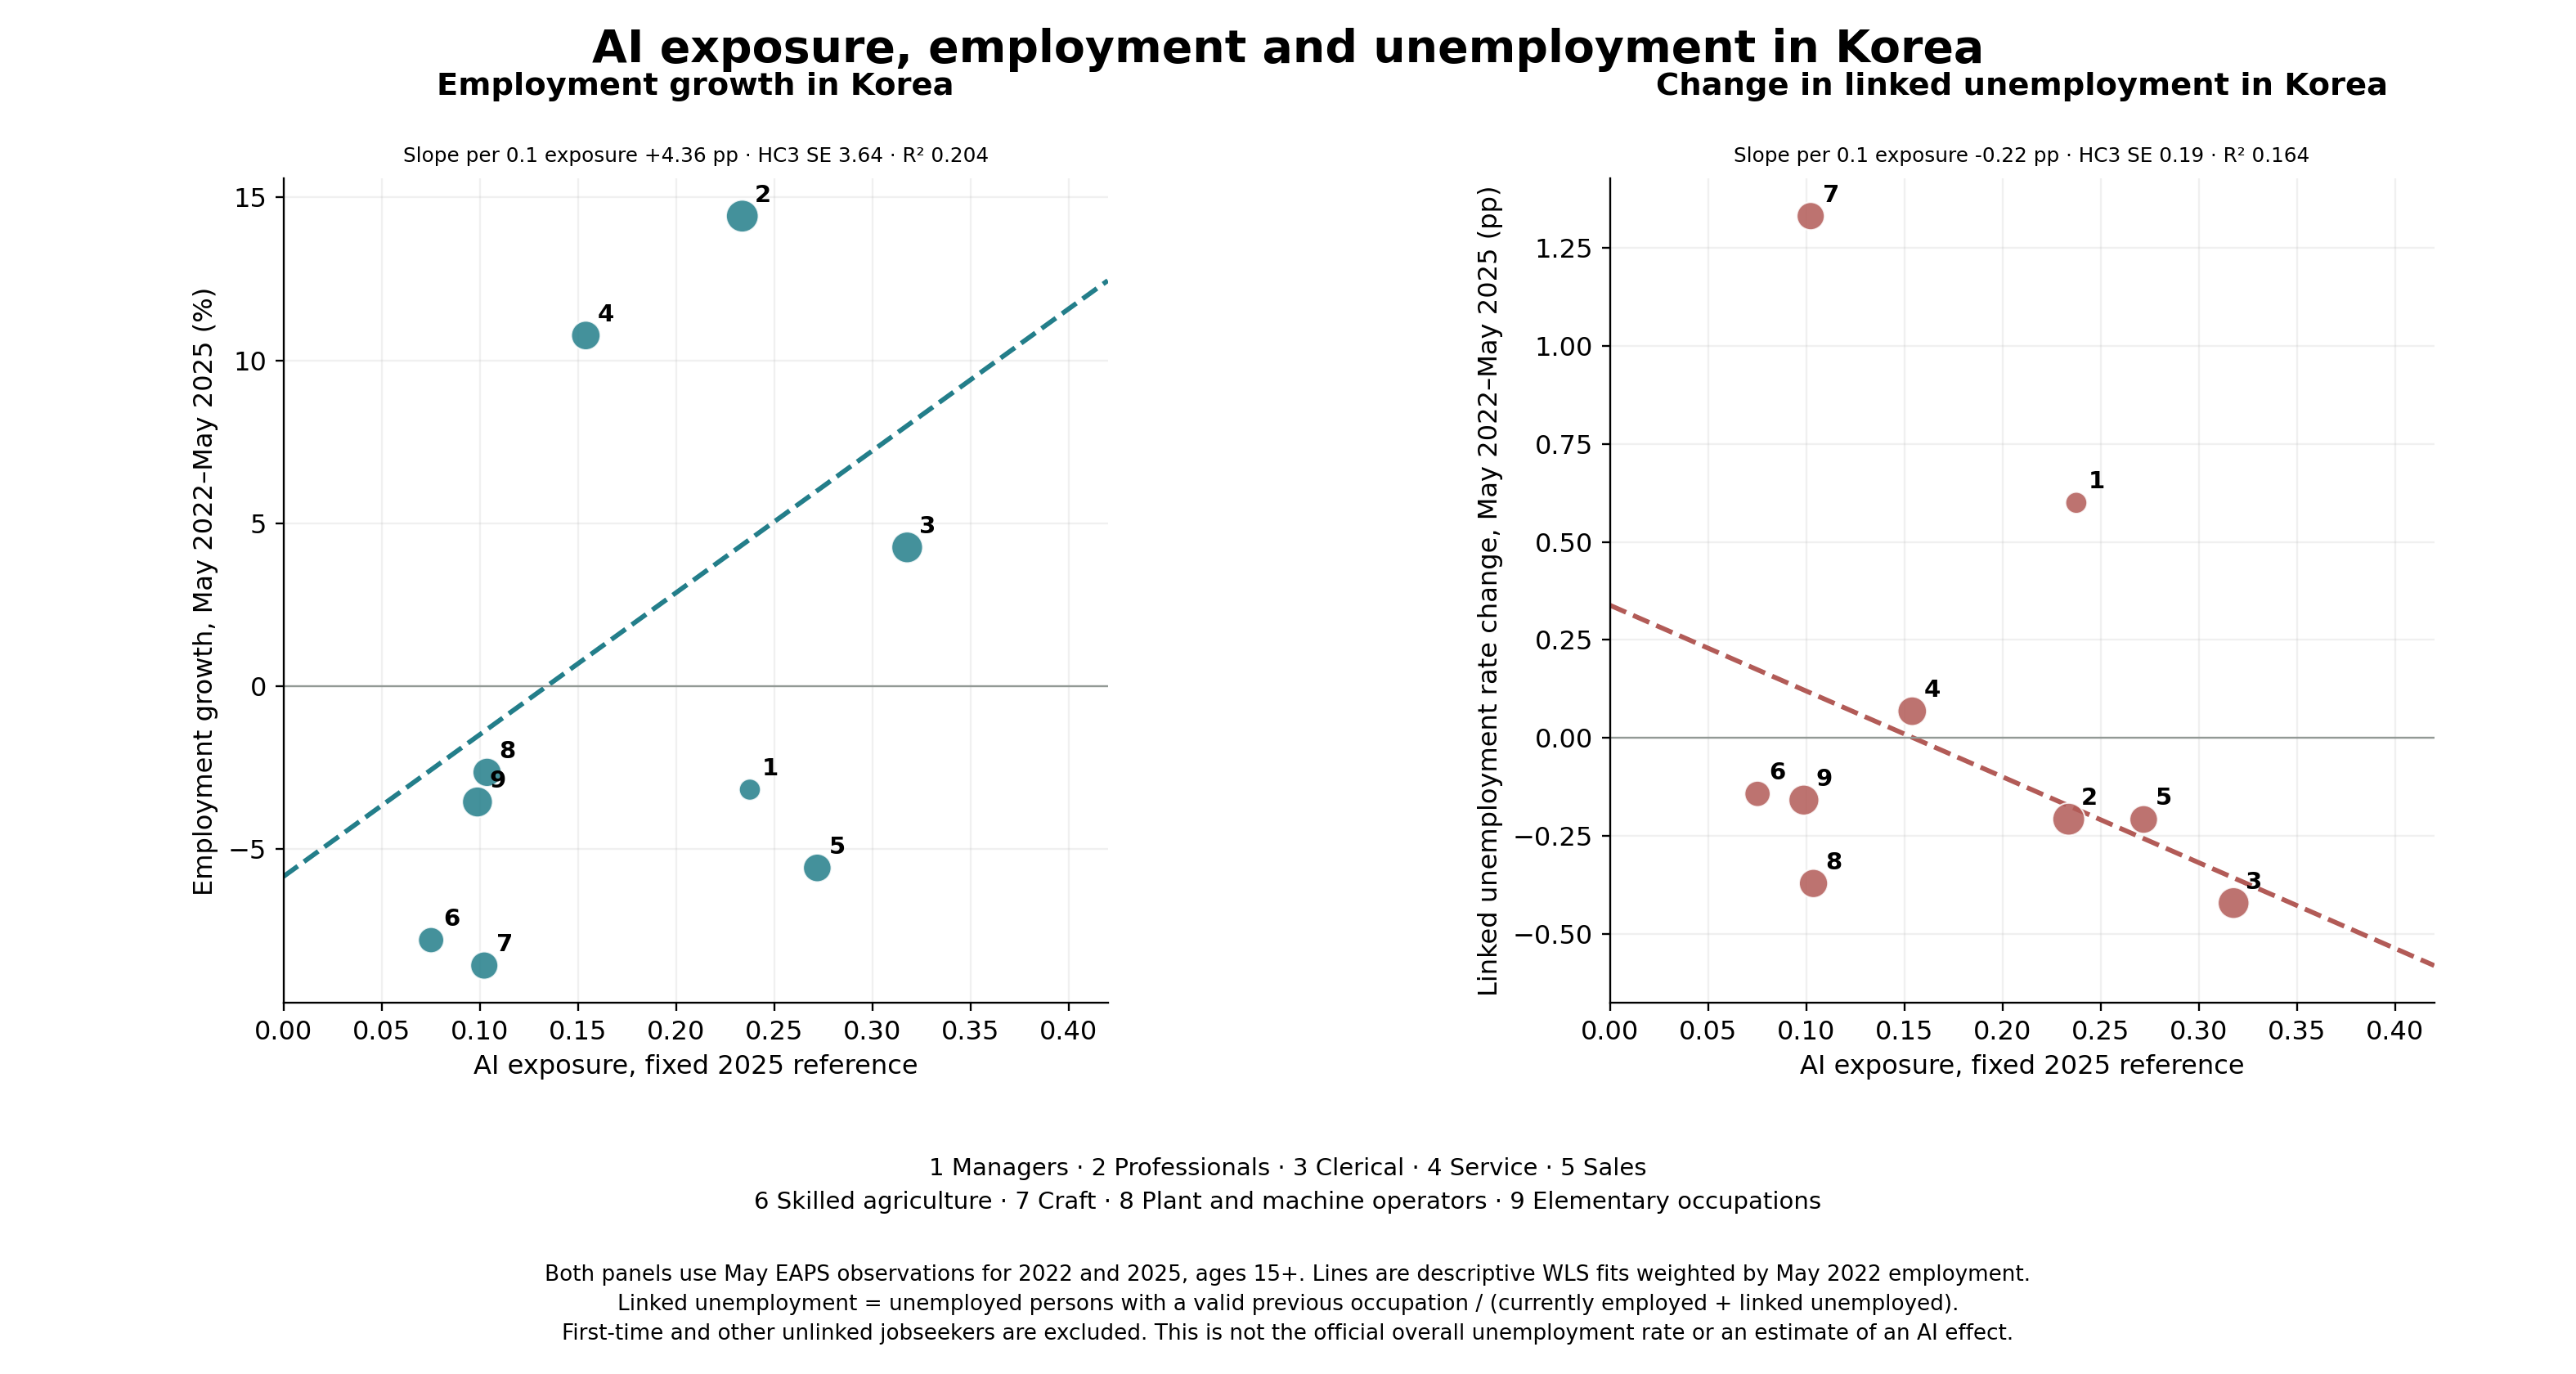 AI exposure, employment and unemployment in Korea
Employment growth in Korea
Slope per 0.1 exposure +4.36 pp · HC3 SE 3.64 · R² 0.204
Employment growth, May 2022–May 2025 (%)
15
10
5
0
−5
2
4
3
8
9
1
5
6
7
0.00 0.05 0.10 0.15 0.20 0.25 0.30 0.35 0.40
AI exposure, fixed 2025 reference
Change in linked unemployment in Korea
Slope per 0.1 exposure -0.22 pp · HC3 SE 0.19 · R² 0.164
Linked unemployment rate change, May 2022–May 2025 (pp)
1.25
1.00
0.75
0.50
0.25
0.00
−0.25
−0.50
7
1
4
6
9
2
5
8
3
0.00 0.05 0.10 0.15 0.20 0.25 0.30 0.35 0.40
AI exposure, fixed 2025 reference
1 Managers · 2 Professionals · 3 Clerical · 4 Service · 5 Sales
6 Skilled agriculture · 7 Craft · 8 Plant and machine operators · 9 Elementary occupations
Both panels use May EAPS observations for 2022 and 2025, ages 15+. Lines are descriptive WLS fits weighted by May 2022 employment.
Linked unemployment = unemployed persons with a valid previous occupation / (currently employed + linked unemployed).
First-time and other unlinked jobseekers are excluded. This is not the official overall unemployment rate or an estimate of an AI effect.